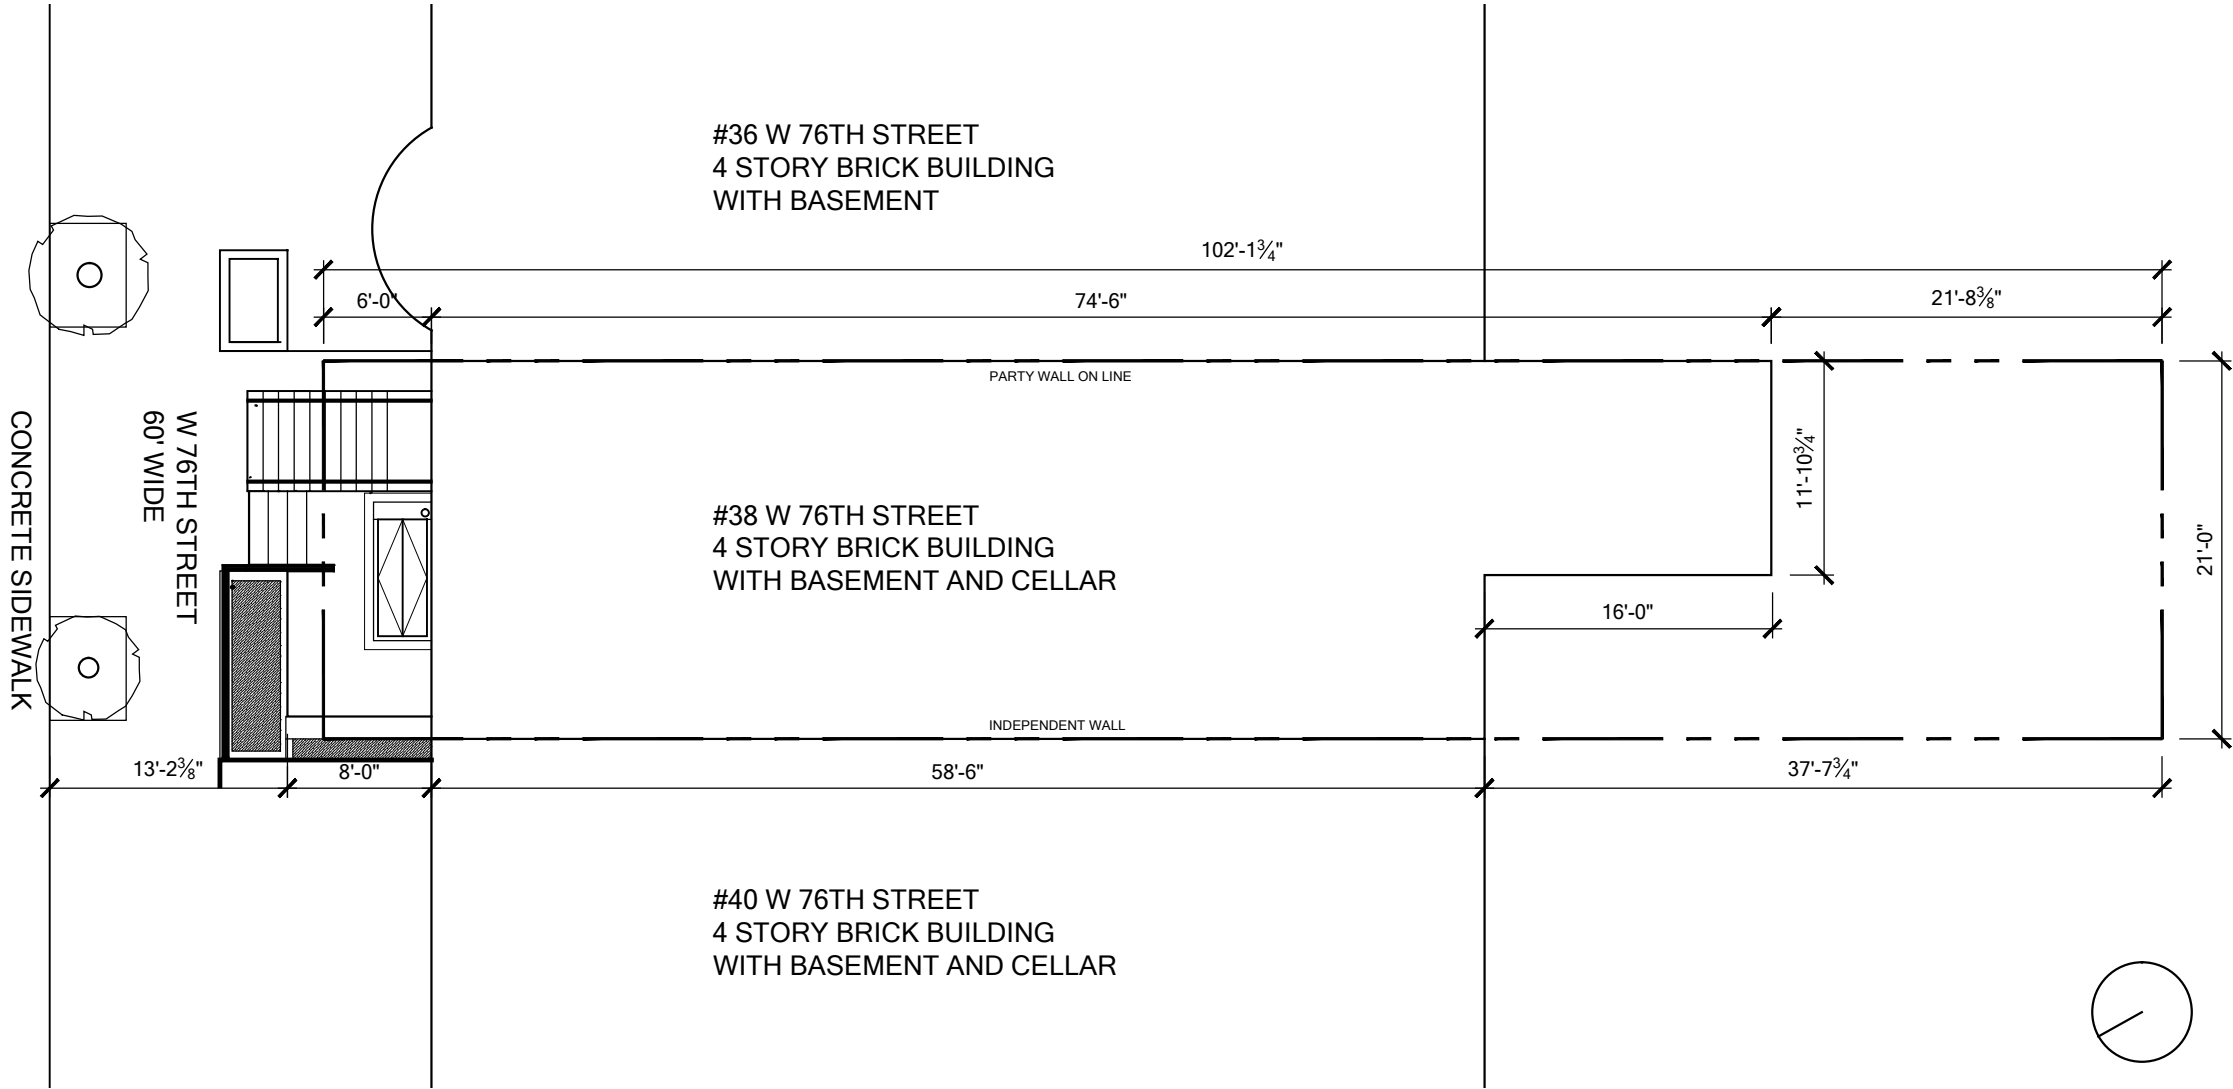 #36 W 76TH STREET
4 STORY BRICK BUILDING
WITH BASEMENT
102'-1¾"
6'-0"
74'-6"
21'-8⅜"
PARTY WALL ON LINE
CONCRETE SIDEWALK
W 76TH STREET
60' WIDE
11'-10¾"
21'-0"
#38 W 76TH STREET
4 STORY BRICK BUILDING
WITH BASEMENT AND CELLAR
16'-0"
INDEPENDENT WALL
13'-2⅜"
8'-0"
58'-6"
37'-7¾"
#40 W 76TH STREET
4 STORY BRICK BUILDING
WITH BASEMENT AND CELLAR